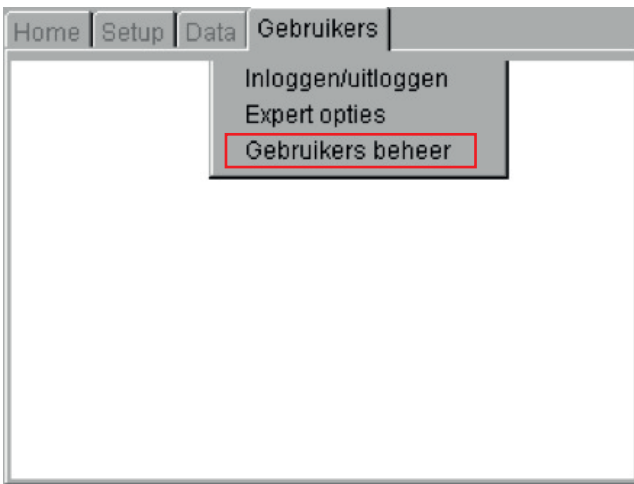 Home Setup Data Gebruikers
Inloggen/uitloggen
Expert opties
Gebruikers beheer